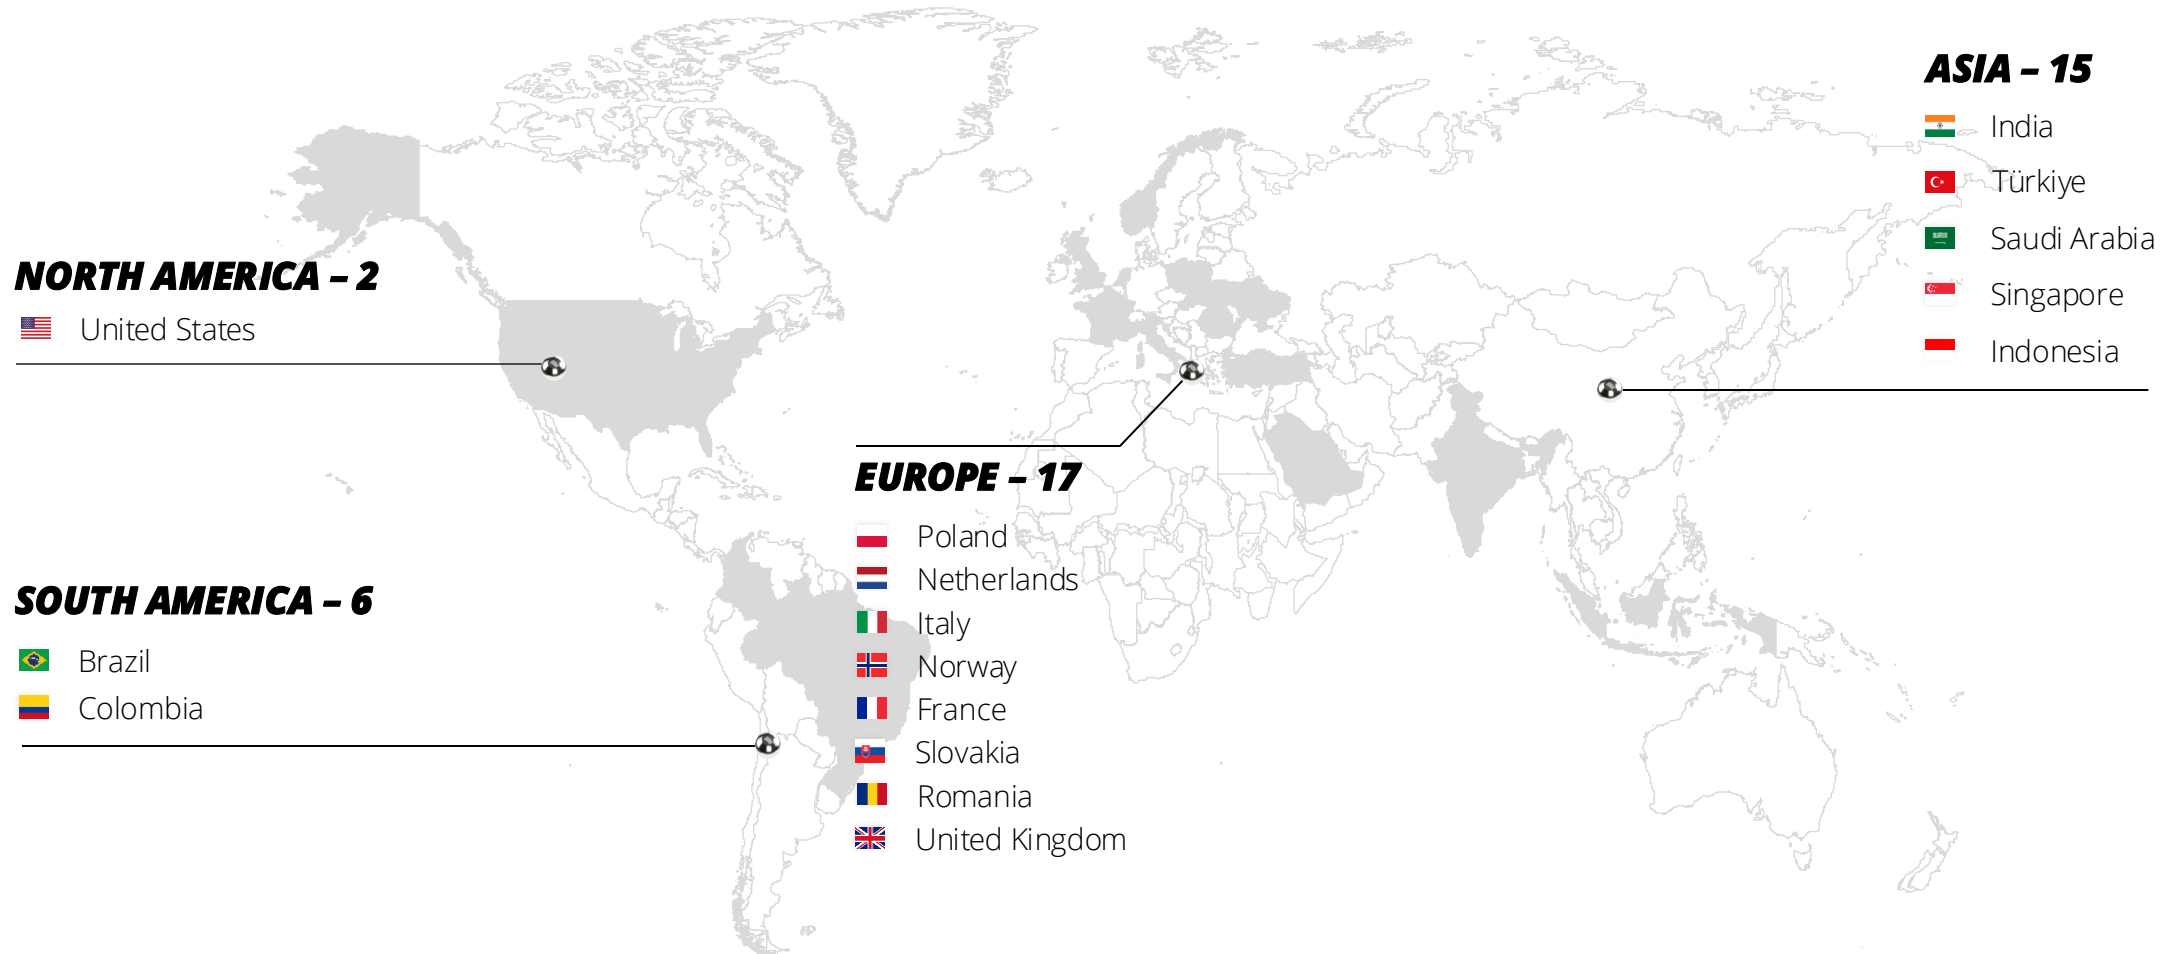 NORTH AMERICA – 2
United States
SOUTH AMERICA – 6
Brazil
Colombia
EUROPE – 17
Poland
Netherlands
Italy
Norway
France
Slovakia
Romania
United Kingdom
ASIA – 15
India
Türkiye
Saudi Arabia
Singapore
Indonesia